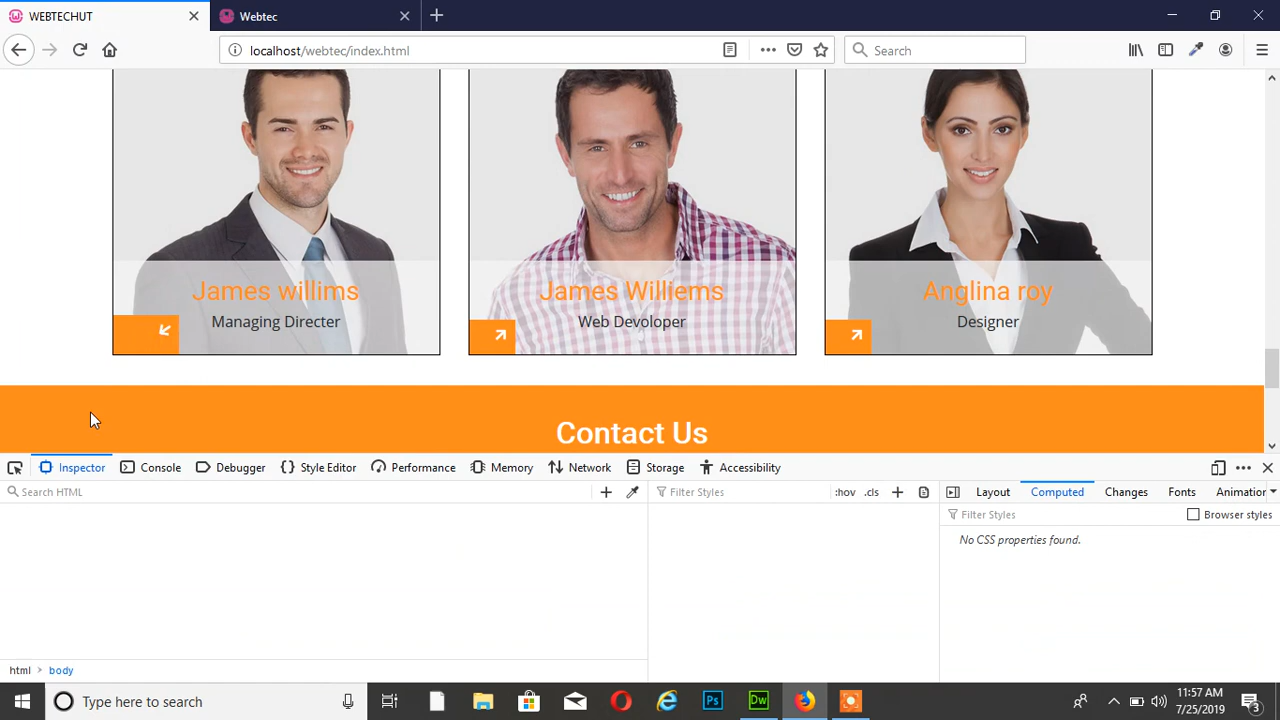 WEBTECHUT
Webtec
localhost/webtec/index.html
Search
James willims
Managing Directer
James Williems
Web Devoloper
Anglina roy
Designer
Contact Us
Inspector
Console
Debugger
{} Style Editor
Performance
Memory
Network
Storage
Accessibility
Search HTML
Filter Styles
:hov .cls
Layout
Computed
Changes
Fonts
Animation
Filter Styles
Browser styles
No CSS properties found.
html > body
Type here to search
Ps
Dw
11:57 AM
7/25/2019
3